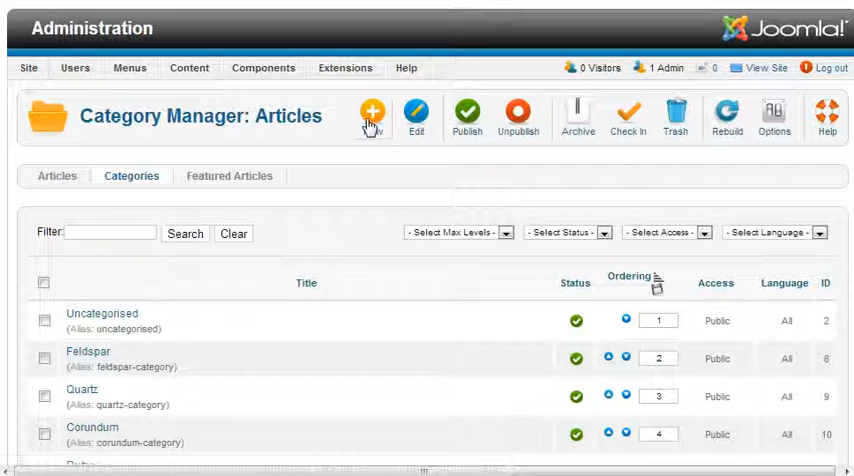 Administration
Joomla!
Site Users Menus Content Components Extensions Help
0 Visitors 1 Admin 0 View Site Log out
Category Manager: Articles
Edit Publish Unpublish Archive Check In Trash Rebuild Options Help
Articles Categories Featured Articles
Filter: Search Clear - Select Max Levels - - Select Status - - Select Access - - Select Language -
Title Status Ordering Access Language ID
Uncategorised 1 Public All 2
(Alias: uncategorised)
Feldspar 2 Public All 8
(Alias: feldspar-category)
Quartz 3 Public All 9
(Alias: quartz-category)
Corundum 4 Public All 10
(Alias: corundum-category)